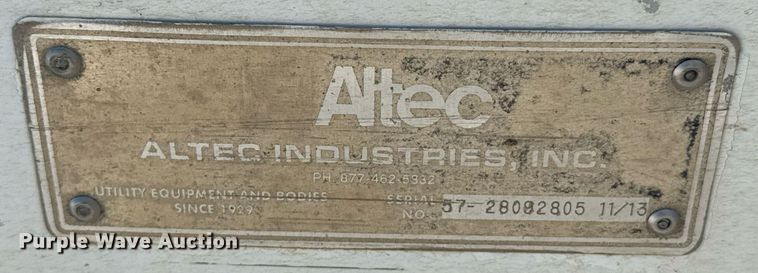 Altec
ALTEC INDUSTRIES, INC.
PH. 877-462-5332
UTILITY EQUIPMENT AND BODIES
SINCE 1929
SERIAL
NO. 57-28092805 11/13
Purple Wave Auction